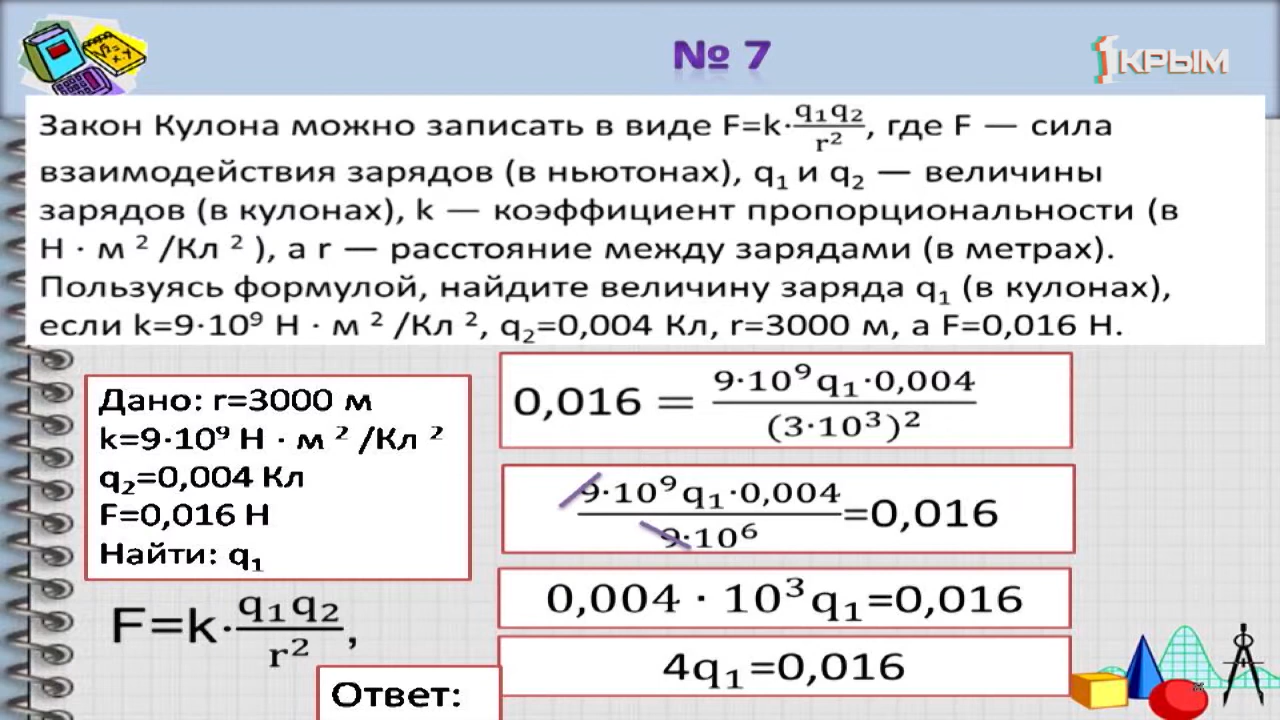 № 7
1 КРЫМ
Закон Кулона можно записать в виде F=k·q₁q₂/r², где F — сила
взаимодействия зарядов (в ньютонах), q₁ и q₂ — величины
зарядов (в кулонах), k — коэффициент пропорциональности (в
Н · м ² /Кл ² ), а r — расстояние между зарядами (в метрах).
Пользуясь формулой, найдите величину заряда q₁ (в кулонах),
если k=9·10⁹ Н · м ² /Кл ², q₂=0,004 Кл, r=3000 м, а F=0,016 Н.
Дано: r=3000 м
k=9·10⁹ Н · м ² /Кл ²
q₂=0,004 Кл
F=0,016 Н
Найти: q₁
F=k·q₁q₂/r²,
0,016 = 9·10⁹q₁·0,004/(3·10³)²
9·10⁹q₁·0,004/9·10⁶=0,016
0,004 · 10³q₁=0,016
4q₁=0,016
Ответ: